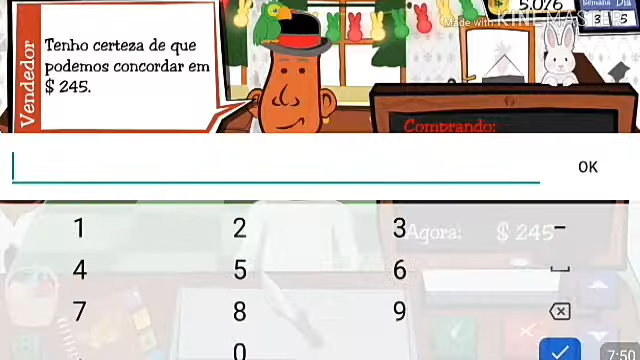 Vendedor
Tenho certeza de que
podemos concordar em
$ 245.
5.076
Semana Dia
3 5
Made with KINEMASTER
Comprando:
OK
Agora: $ 245
1 2 3 -
4 5 6
7 8 9
0
7:50